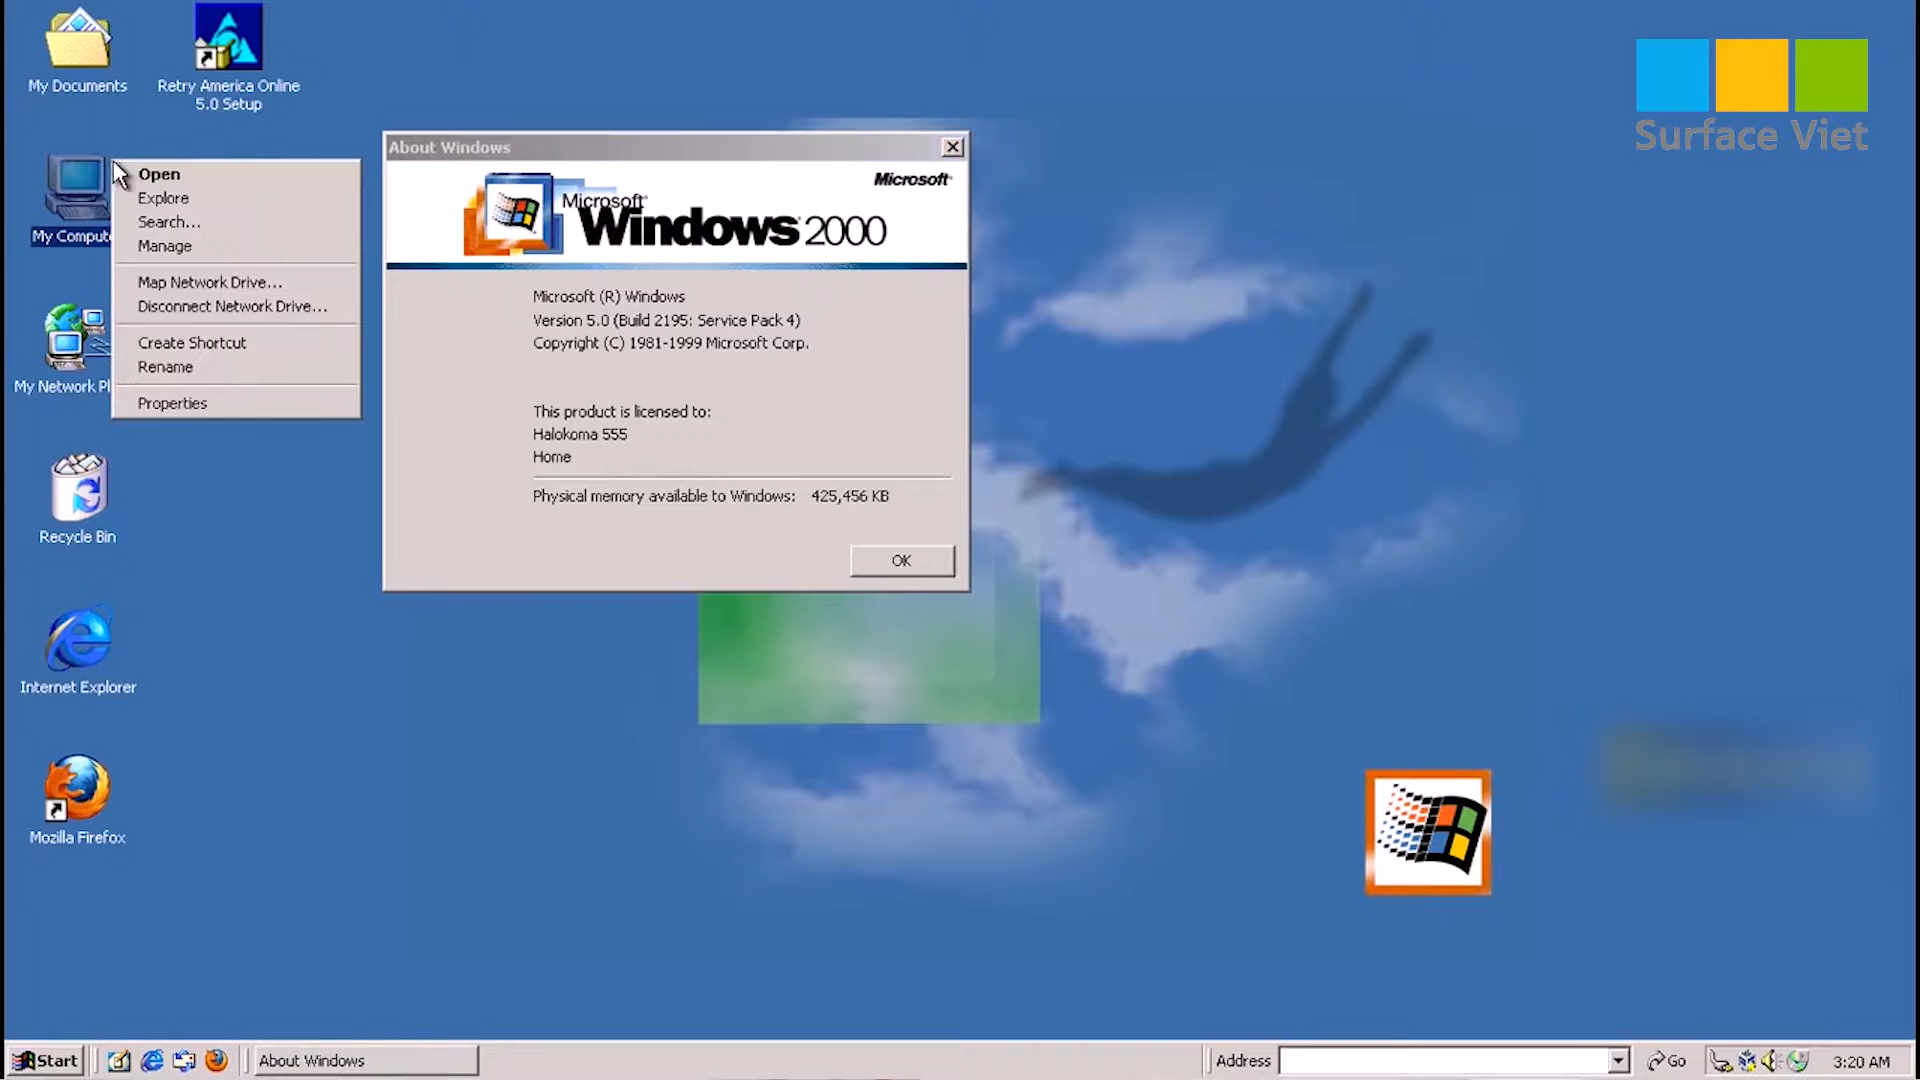 My Documents
Retry America Online
5.0 Setup
Surface Viet
My Compute
Open
Explore
Search...
Manage
Map Network Drive...
Disconnect Network Drive...
Create Shortcut
Rename
Properties
My Network Pl
Recycle Bin
Internet Explorer
Mozilla Firefox
About Windows
Microsoft
Microsoft
Windows 2000
Microsoft (R) Windows
Version 5.0 (Build 2195: Service Pack 4)
Copyright (C) 1981-1999 Microsoft Corp.
This product is licensed to:
Halokoma 555
Home
Physical memory available to Windows: 425,456 KB
OK
Start
About Windows
Address
Go
3:20 AM